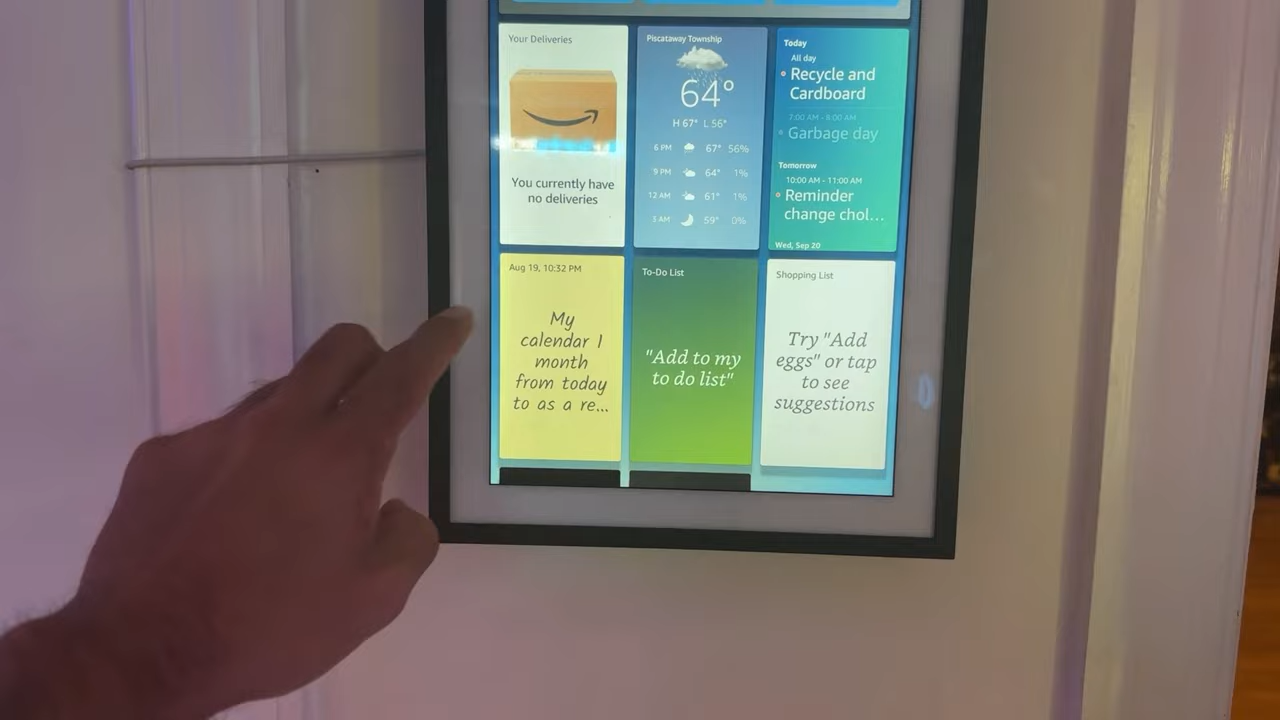 Your Deliveries
You currently have
no deliveries
Piscataway Township
64°
H 67° L 56°
6 PM 67° 56%
9 PM 64° 1%
12 AM 61° 1%
3 AM 59° 0%
Today
All day
Recycle and
Cardboard
7:00 AM - 8:00 AM
Garbage day
Tomorrow
10:00 AM - 11:00 AM
Reminder
change chol...
Wed, Sep 20
Aug 19, 10:32 PM
My
calendar 1
month
from today
to as a re...
To-Do List
"Add to my
to do list"
Shopping List
Try "Add
eggs" or tap
to see
suggestions